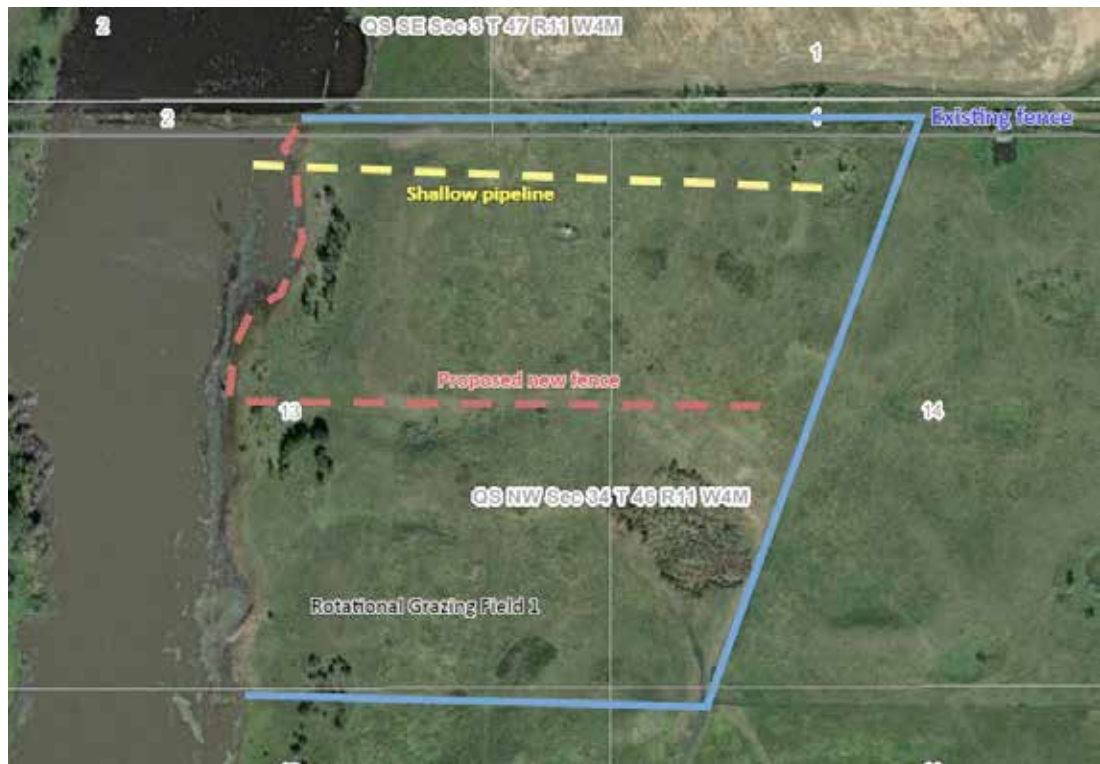 2
QS SE Sec 3 T 47 R11 W4M
1
2
1
Existing fence
Shallow pipeline
Proposed new fence
13
14
QS NW Sec 34 T 46 R11 W4M
Rotational Grazing Field 1